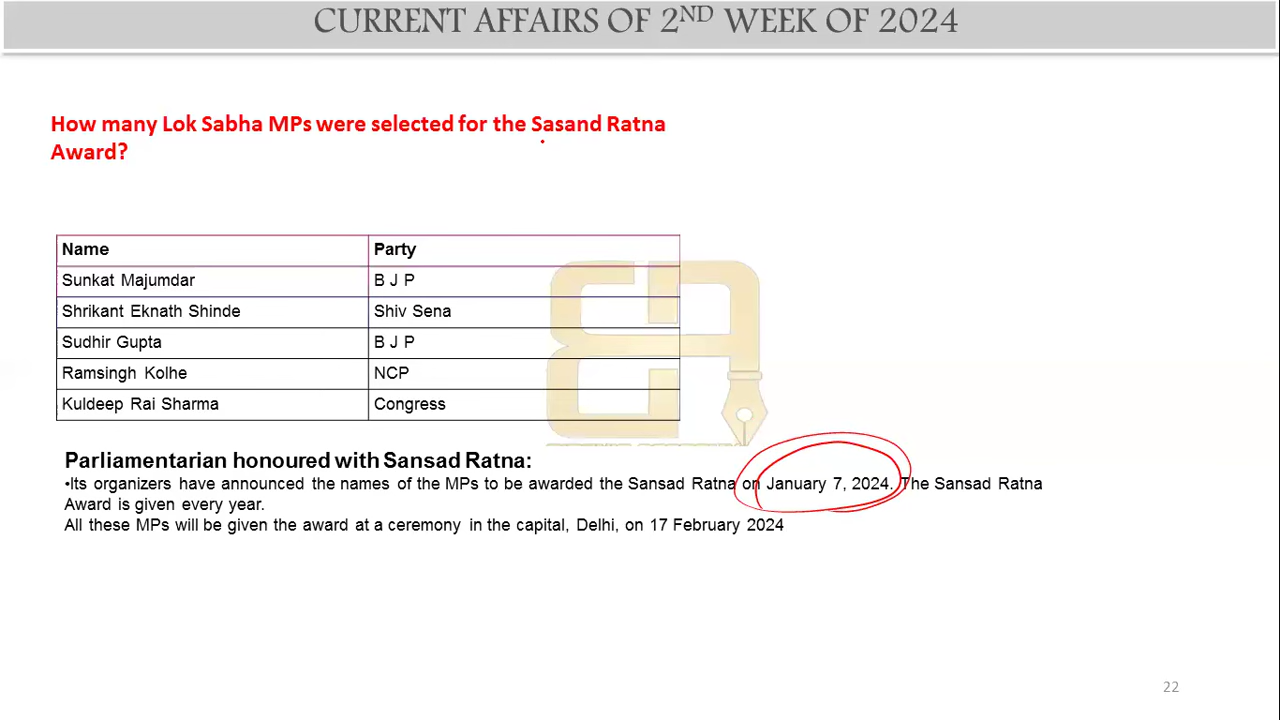 CURRENT AFFAIRS OF 2ND WEEK OF 2024
How many Lok Sabha MPs were selected for the Sasand Ratna
Award?
Name Party
Sunkat Majumdar B J P
Shrikant Eknath Shinde Shiv Sena
Sudhir Gupta B J P
Ramsingh Kolhe NCP
Kuldeep Rai Sharma Congress
Parliamentarian honoured with Sansad Ratna:
•Its organizers have announced the names of the MPs to be awarded the Sansad Ratna on January 7, 2024. The Sansad Ratna
Award is given every year.
All these MPs will be given the award at a ceremony in the capital, Delhi, on 17 February 2024
22